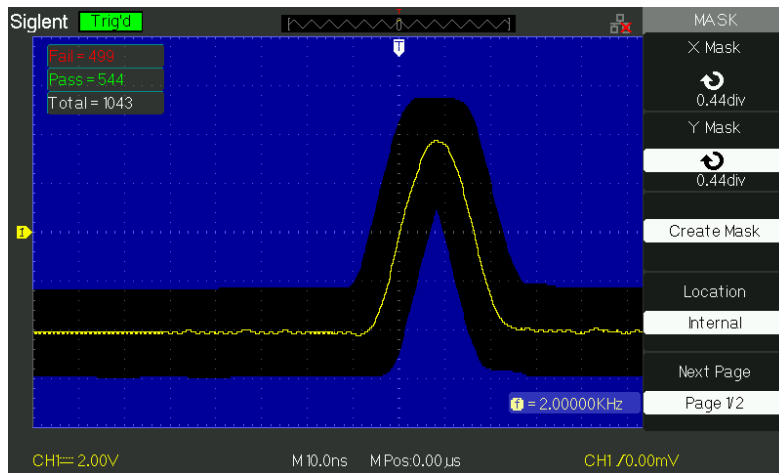 Siglent Trig'd
MASK
Fail = 499
Pass = 544
Total = 1043
X Mask
0.44div
Y Mask
0.44div
Create Mask
Location
Internal
Next Page
Page 1/2
f = 2.00000KHz
CH1 2.00V M 10.0ns M Pos:0.00μs CH1 0.00mV